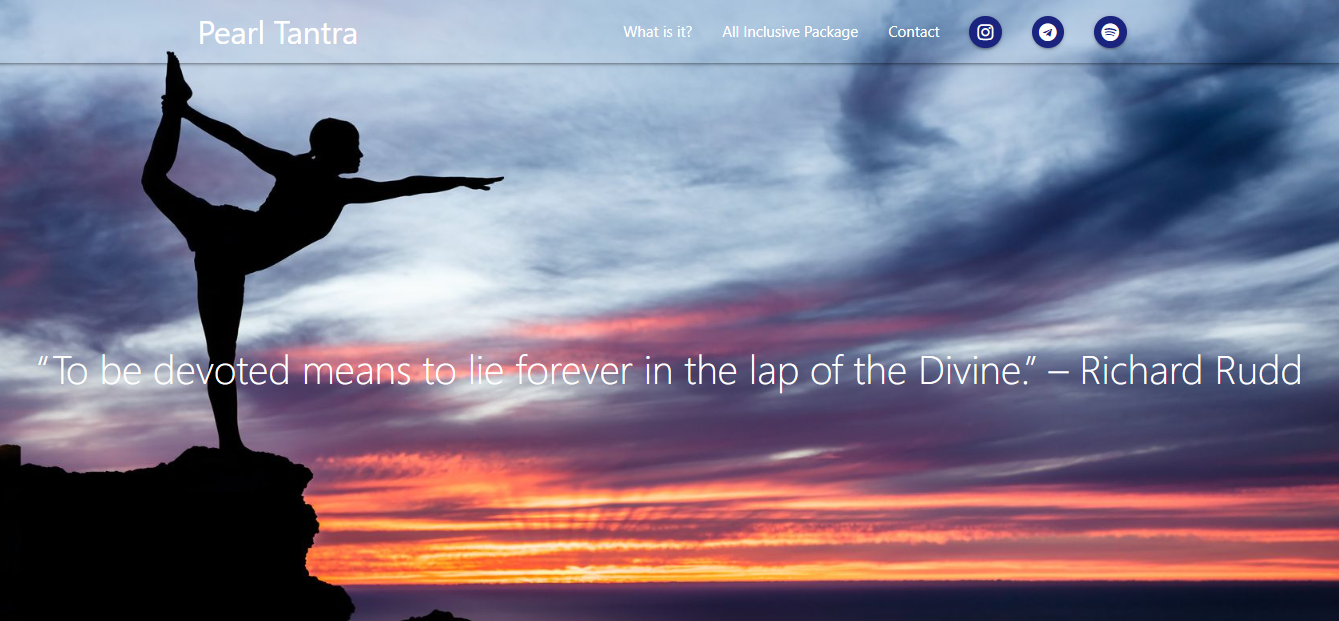 Pearl Tantra
What is it? All Inclusive Package Contact
“To be devoted means to lie forever in the lap of the Divine.” – Richard Rudd